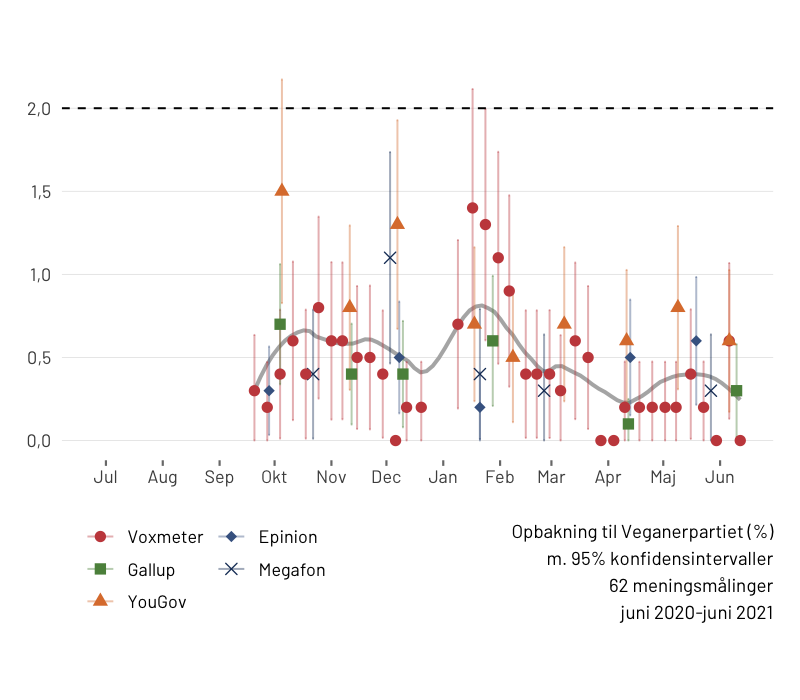 2,0
1,5
1,0
0,5
0,0
Jul Aug Sep Okt Nov Dec Jan Feb Mar Apr Maj Jun
Voxmeter Epinion
Gallup Megafon
YouGov
Opbakning til Veganerpartiet (%)
m. 95% konfidensintervaller
62 meningsmålinger
juni 2020-juni 2021